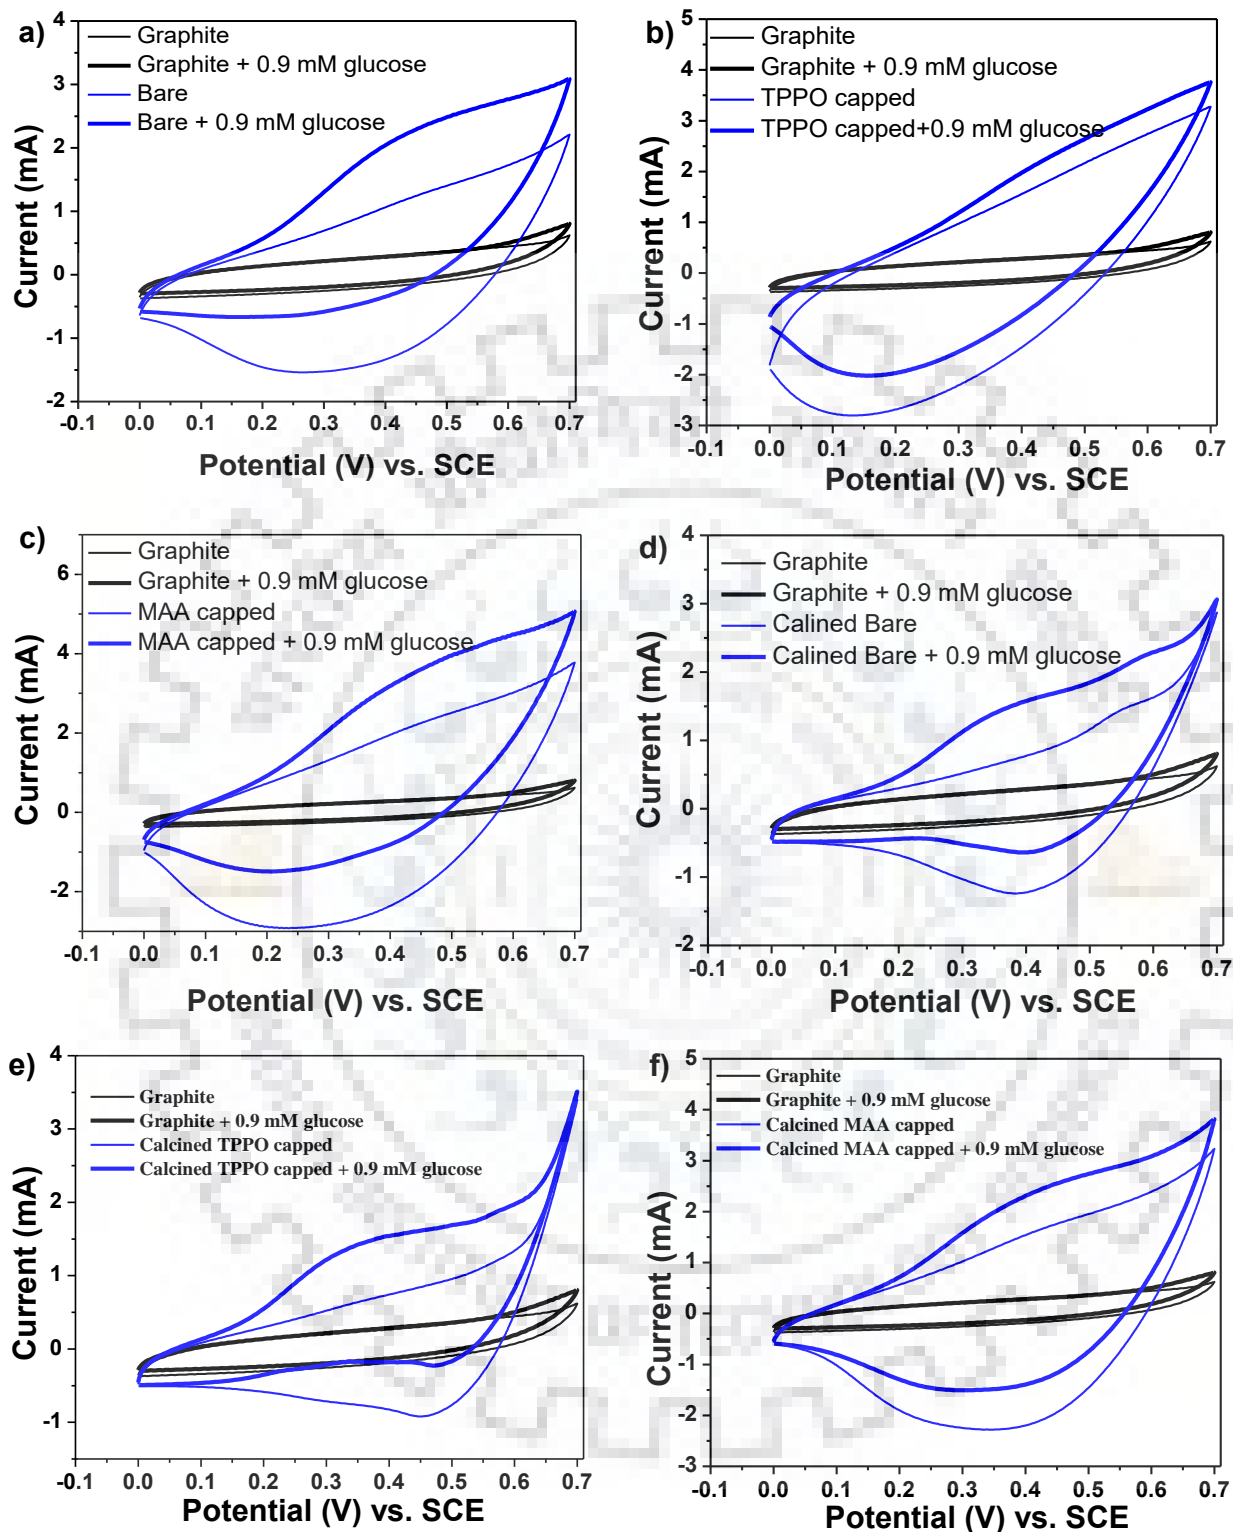 a)
Graphite
Graphite + 0.9 mM glucose
Bare
Bare + 0.9 mM glucose
4
3
2
1
0
-1
-2
Current (mA)
-0.1 0.0 0.1 0.2 0.3 0.4 0.5 0.6 0.7
Potential (V) vs. SCE
b)
Graphite
Graphite + 0.9 mM glucose
TPPO capped
TPPO capped+0.9 mM glucose
5
4
3
2
1
0
-1
-2
-3
Current (mA)
-0.1 0.0 0.1 0.2 0.3 0.4 0.5 0.6 0.7
Potential (V) vs. SCE
c)
Graphite
Graphite + 0.9 mM glucose
MAA capped
MAA capped + 0.9 mM glucose
6
4
2
0
-2
Current (mA)
-0.1 0.0 0.1 0.2 0.3 0.4 0.5 0.6 0.7
Potential (V) vs. SCE
d)
Graphite
Graphite + 0.9 mM glucose
Calined Bare
Calined Bare + 0.9 mM glucose
4
3
2
1
0
-1
-2
Current (mA)
-0.1 0.0 0.1 0.2 0.3 0.4 0.5 0.6 0.7
Potential (V) vs. SCE
e)
Graphite
Graphite + 0.9 mM glucose
Calcined TPPO capped
Calcined TPPO capped + 0.9 mM glucose
4
3
2
1
0
-1
Current (mA)
-0.1 0.0 0.1 0.2 0.3 0.4 0.5 0.6 0.7
Potential (V) vs. SCE
f)
Graphite
Graphite + 0.9 mM glucose
Calcined MAA capped
Calcined MAA capped + 0.9 mM glucose
5
4
3
2
1
0
-1
-2
-3
Current (mA)
-0.1 0.0 0.1 0.2 0.3 0.4 0.5 0.6 0.7
Potential (V) vs. SCE